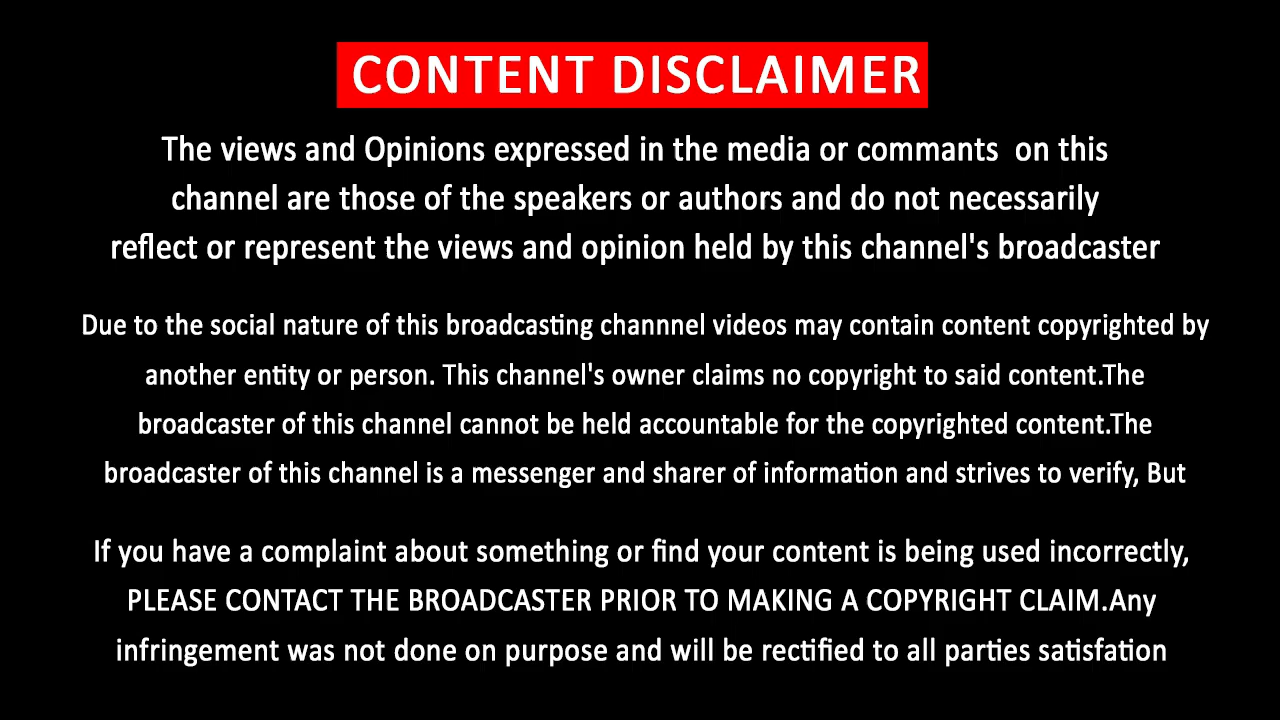 CONTENT DISCLAIMER
The views and Opinions expressed in the media or commants on this
channel are those of the speakers or authors and do not necessarily
reflect or represent the views and opinion held by this channel's broadcaster
Due to the social nature of this broadcasting channnel videos may contain content copyrighted by
another entity or person. This channel's owner claims no copyright to said content.The
broadcaster of this channel cannot be held accountable for the copyrighted content.The
broadcaster of this channel is a messenger and sharer of information and strives to verify, But
If you have a complaint about something or find your content is being used incorrectly,
PLEASE CONTACT THE BROADCASTER PRIOR TO MAKING A COPYRIGHT CLAIM.Any
infringement was not done on purpose and will be rectified to all parties satisfation